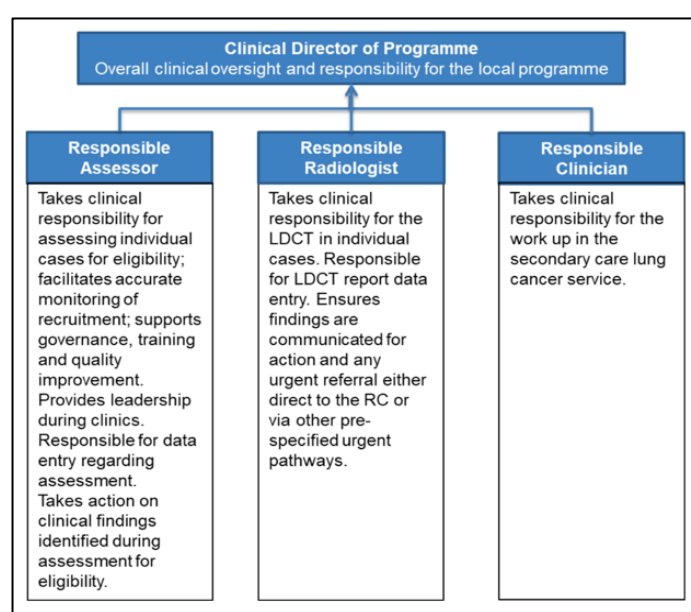 Clinical Director of Programme
Overall clinical oversight and responsibility for the local programme
Responsible
Assessor
Takes clinical
responsibility for
assessing individual
cases for eligibility;
facilitates accurate
monitoring of
recruitment; supports
governance, training
and quality
improvement.
Provides leadership
during clinics.
Responsible for data
entry regarding
assessment.
Takes action on
clinical findings
identified during
assessment for
eligibility.
Responsible
Radiologist
Takes clinical
responsibility for the
LDCT in individual
cases. Responsible
for LDCT report data
entry. Ensures
findings are
communicated for
action and any
urgent referral either
direct to the RC or
via other pre-
specified urgent
pathways.
Responsible
Clinician
Takes clinical
responsibility for the
work up in the
secondary care lung
cancer service.